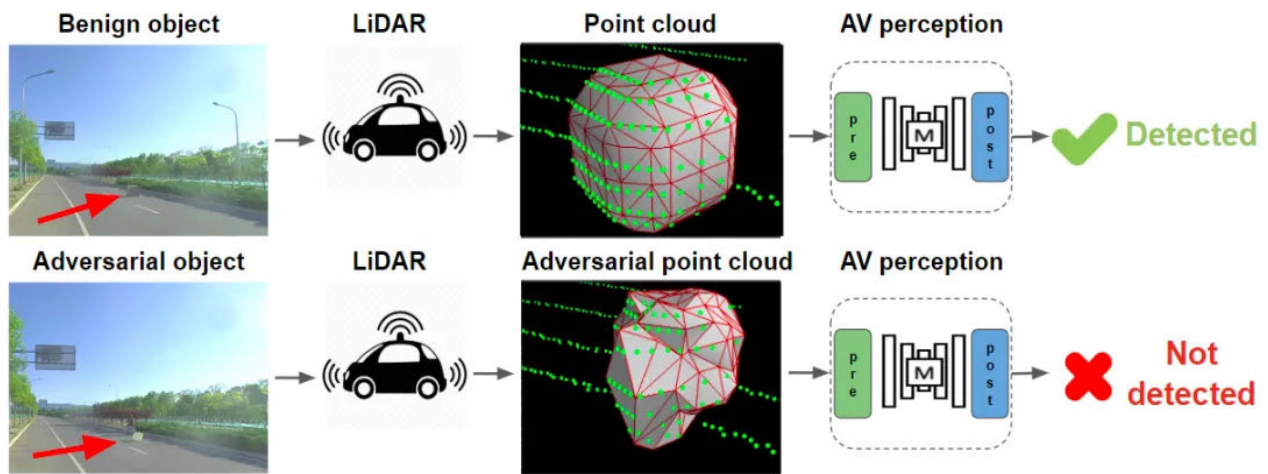 Benign object
LiDAR
Point cloud
AV perception
pre
M
post
Detected
Adversarial object
LiDAR
Adversarial point cloud
AV perception
pre
M
post
Not
detected